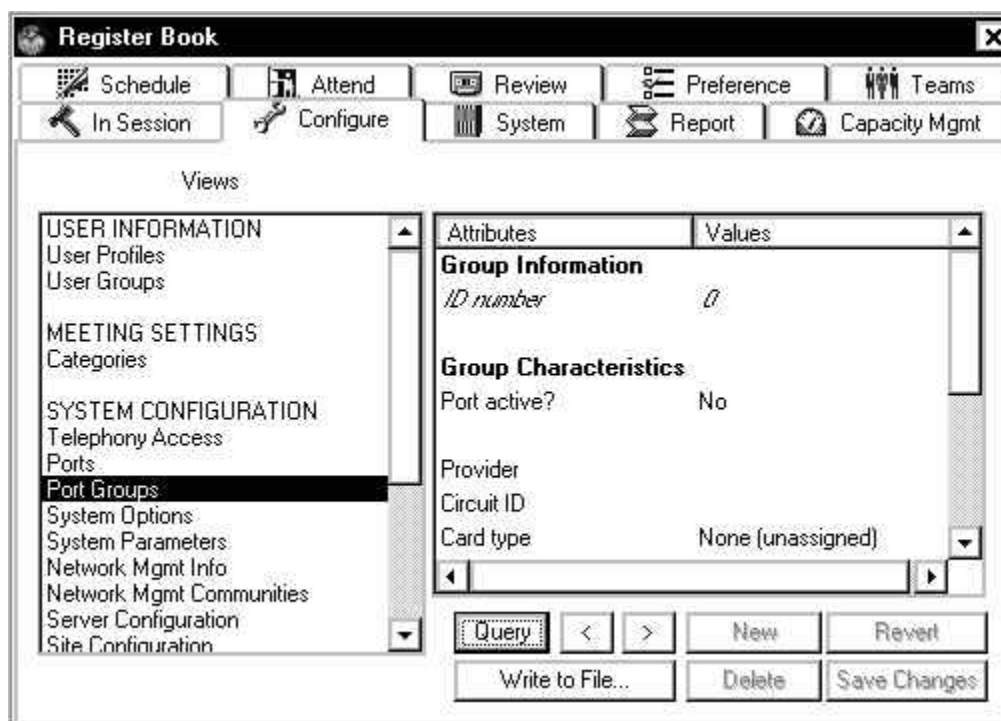 Register Book
Schedule Attend Review Preference Teams
In Session Configure System Report Capacity Mgmt
Views
USER INFORMATION
User Profiles
User Groups
MEETING SETTINGS
Categories
SYSTEM CONFIGURATION
Telephony Access
Ports
Port Groups
System Options
System Parameters
Network Mgmt Info
Network Mgmt Communities
Server Configuration
Site Configuration
Attributes Values
Group Information
ID number 0
Group Characteristics
Port active? No
Provider
Circuit ID
Card type None (unassigned)
Query < > New Revert
Write to File... Delete Save Changes